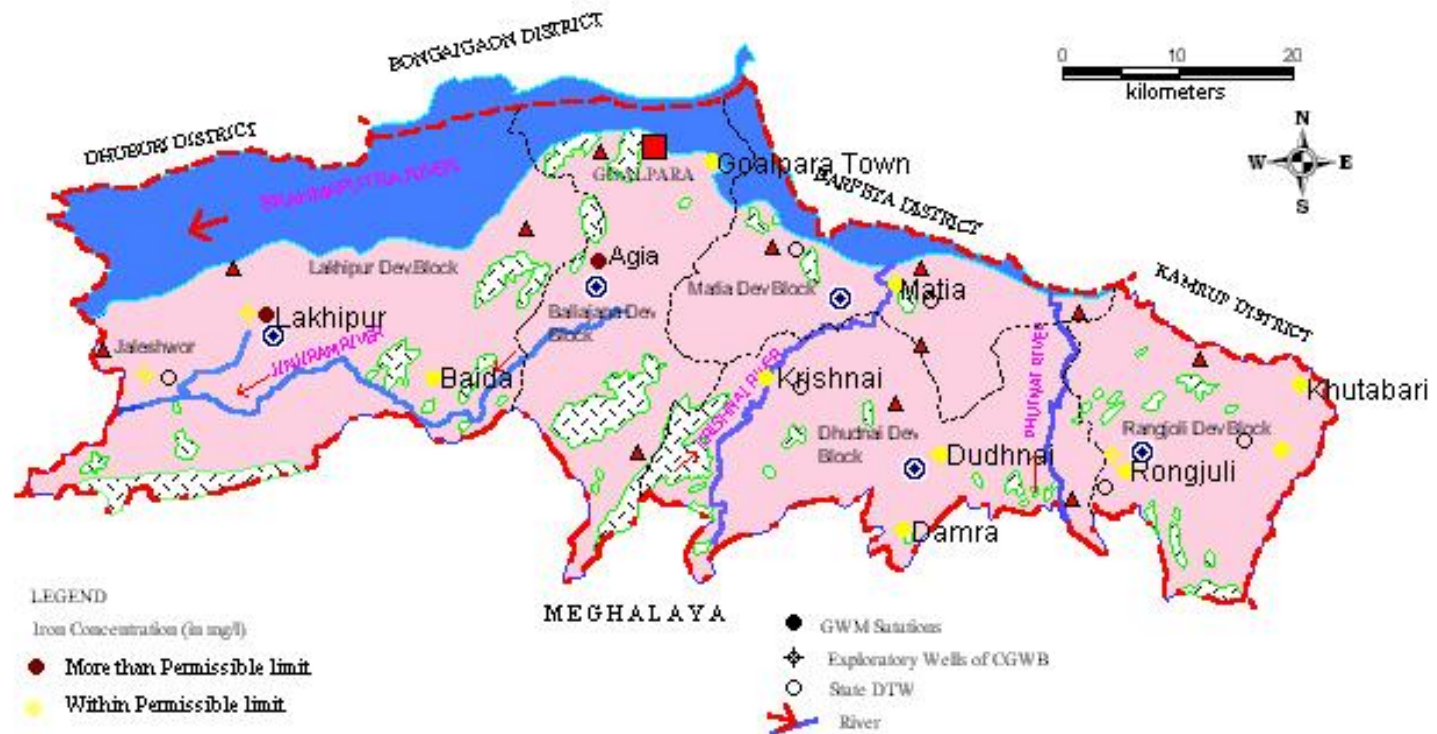 BONGAIGAON DISTRICT
0 10 20
kilometers
DHUBURI DISTRICT
N
W E
S
BRAHMAPUTRA RIVER
Goalpara Town
GOALPARA
BARPETA DISTRICT
Agia
Lakhipur Dev.Block
Matia Dev Block
Matia
KAMRUP DISTRICT
Lakhipur
Ballajapa Dev
Block
Jaleshwor
JINJIRAM RIVER
Baida
Krishnai
KRISHNAI RIVER
Khutabari
Dhudnai Dev
Block
Rangjoli Dev Block
Dudhnai
Rongjuli
Damra
MEGHALAYA
LEGEND
Iron Concentration (in mg/l)
More than Permissible limit
Within Permissible limit
GWM Satations
Exploratory Wells of CGWB
State DTW
River